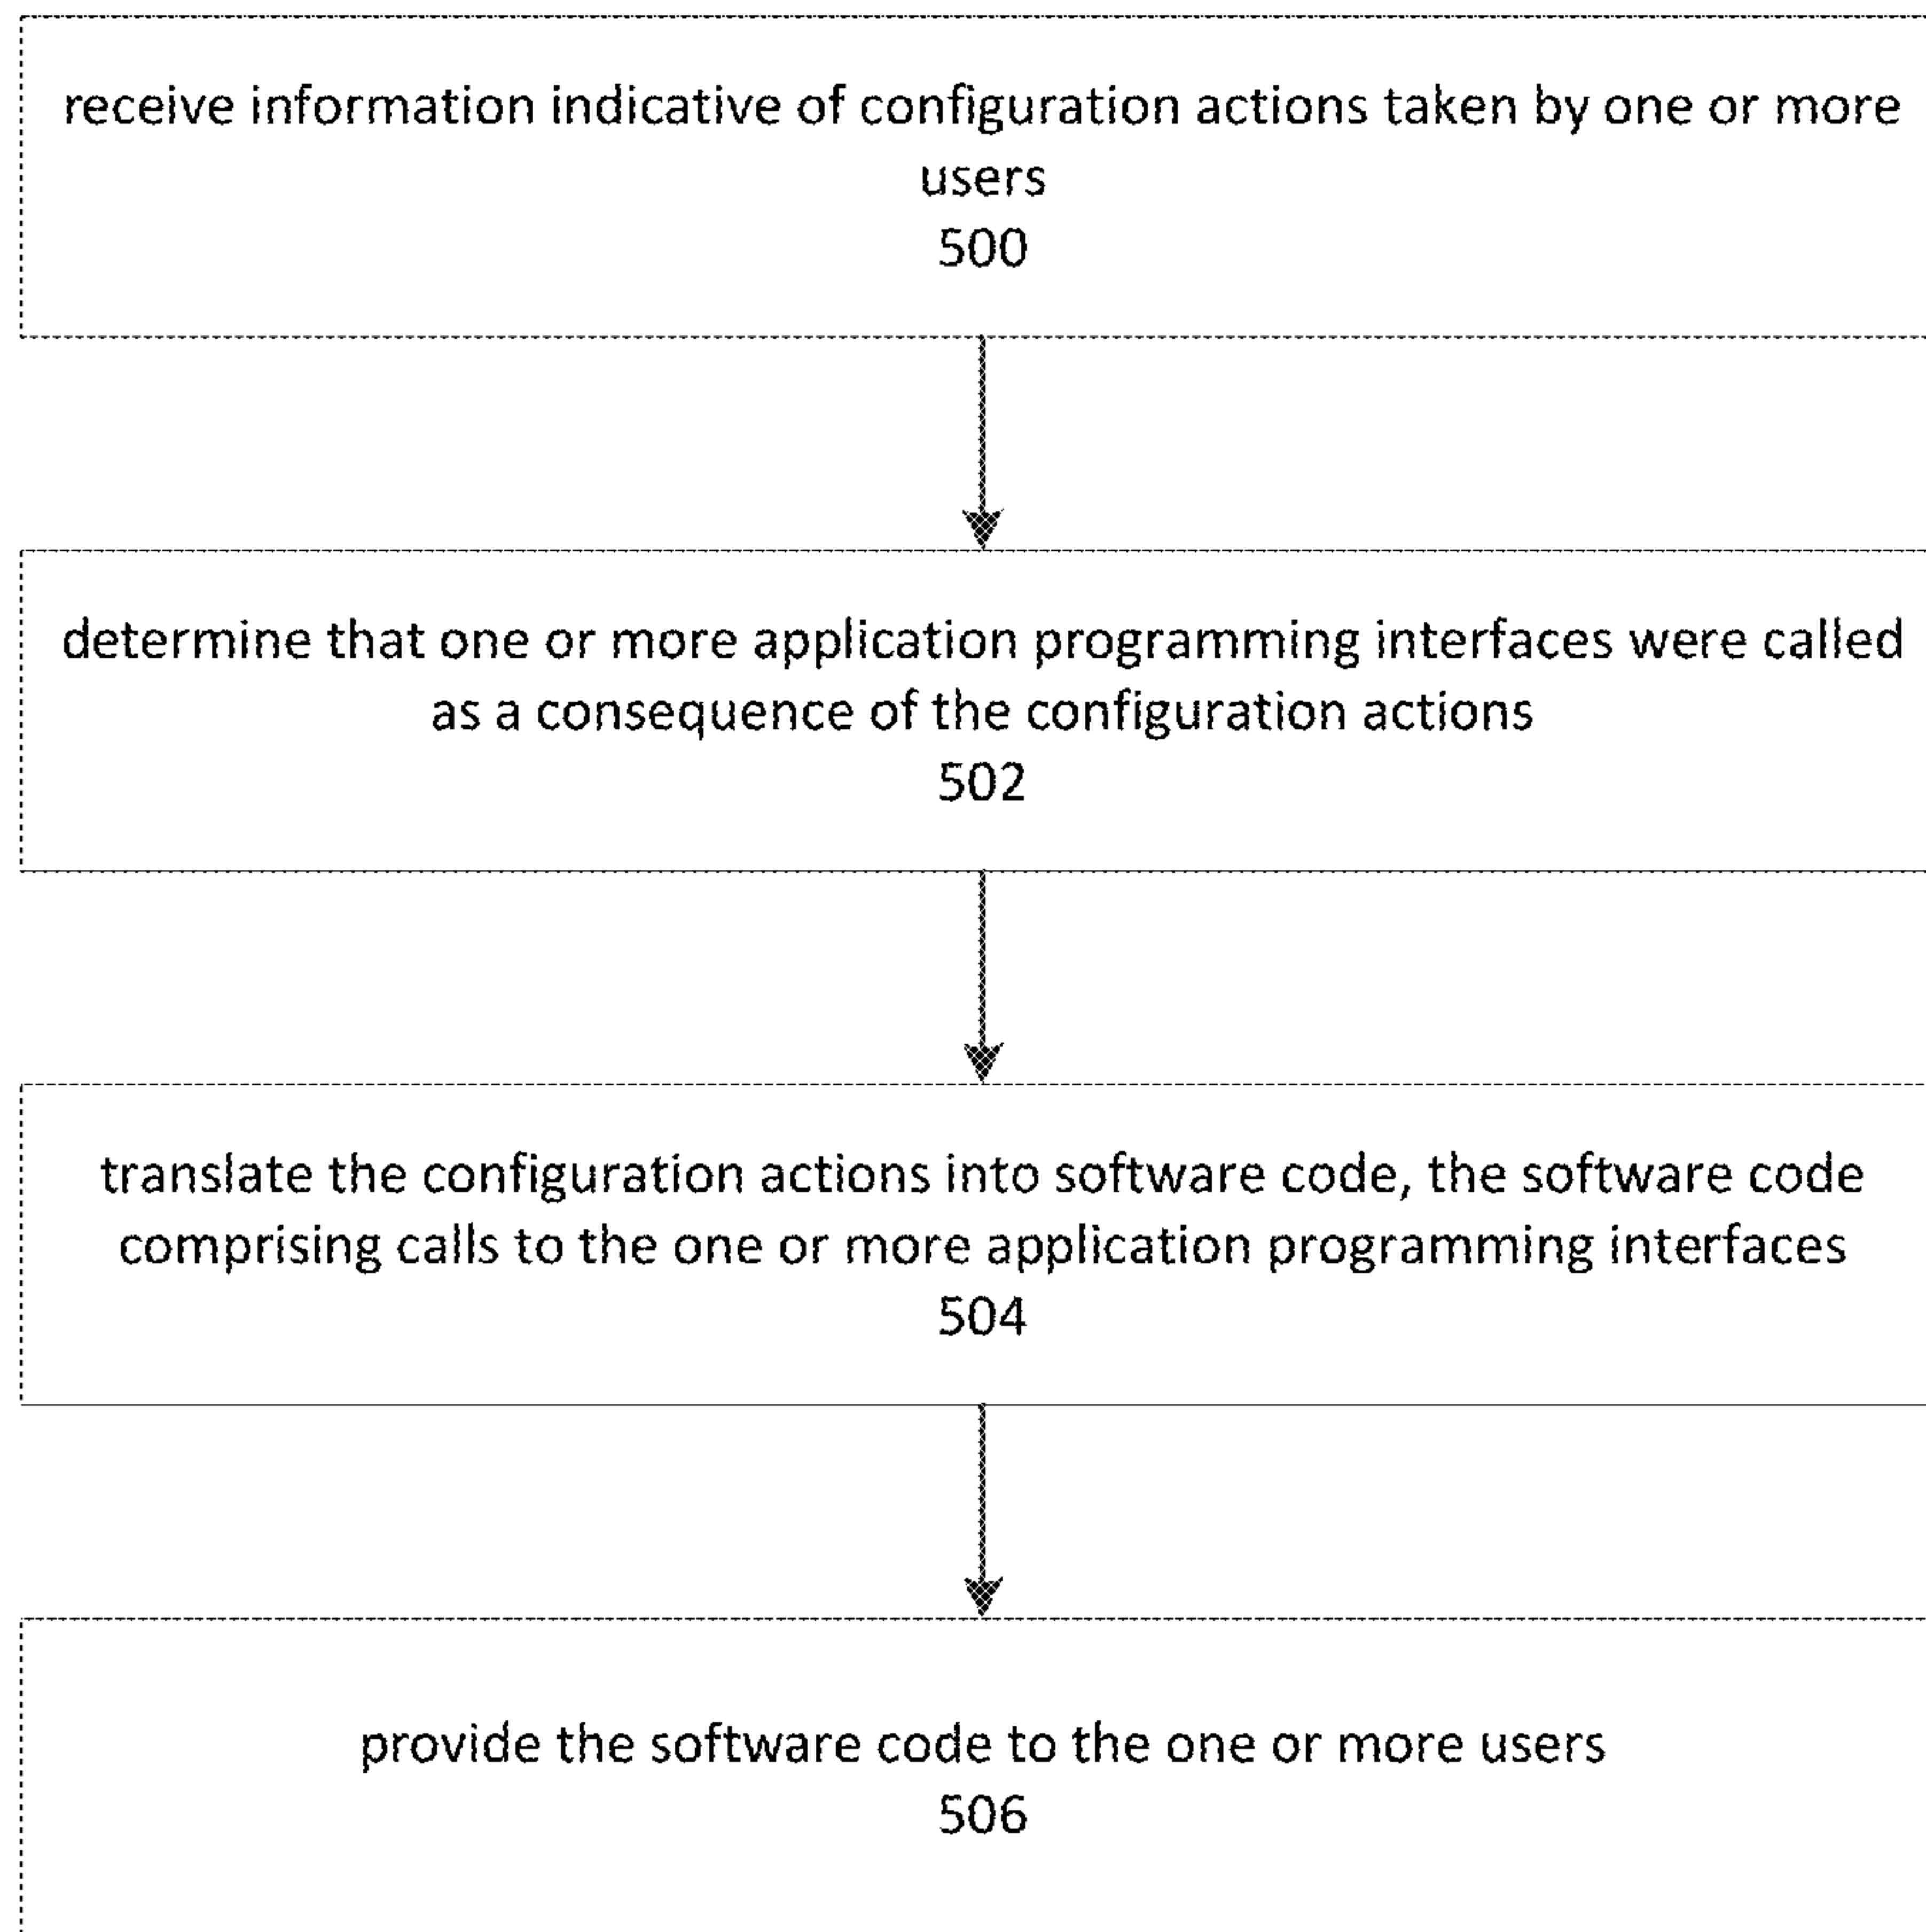 receive information indicative of configuration actions taken by one or more
users
500
determine that one or more application programming interfaces were called
as a consequence of the configuration actions
502
translate the configuration actions into software code, the software code
comprising calls to the one or more application programming interfaces
504
provide the software code to the one or more users
506